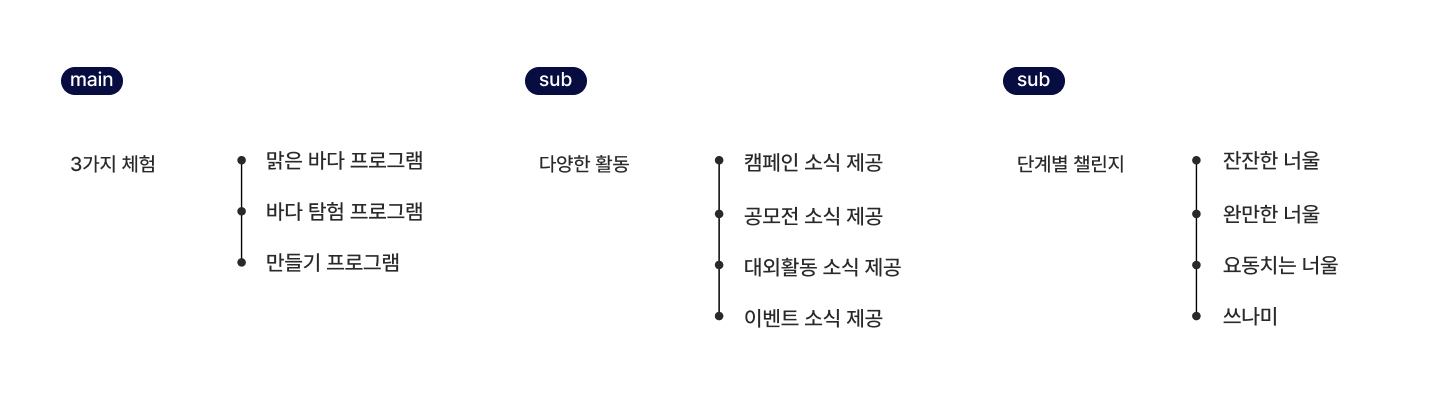 main
3가지 체험
맑은 바다 프로그램
바다 탐험 프로그램
만들기 프로그램
sub
다양한 활동
캠페인 소식 제공
공모전 소식 제공
대외활동 소식 제공
이벤트 소식 제공
sub
단계별 챌린지
잔잔한 너울
완만한 너울
요동치는 너울
쓰나미